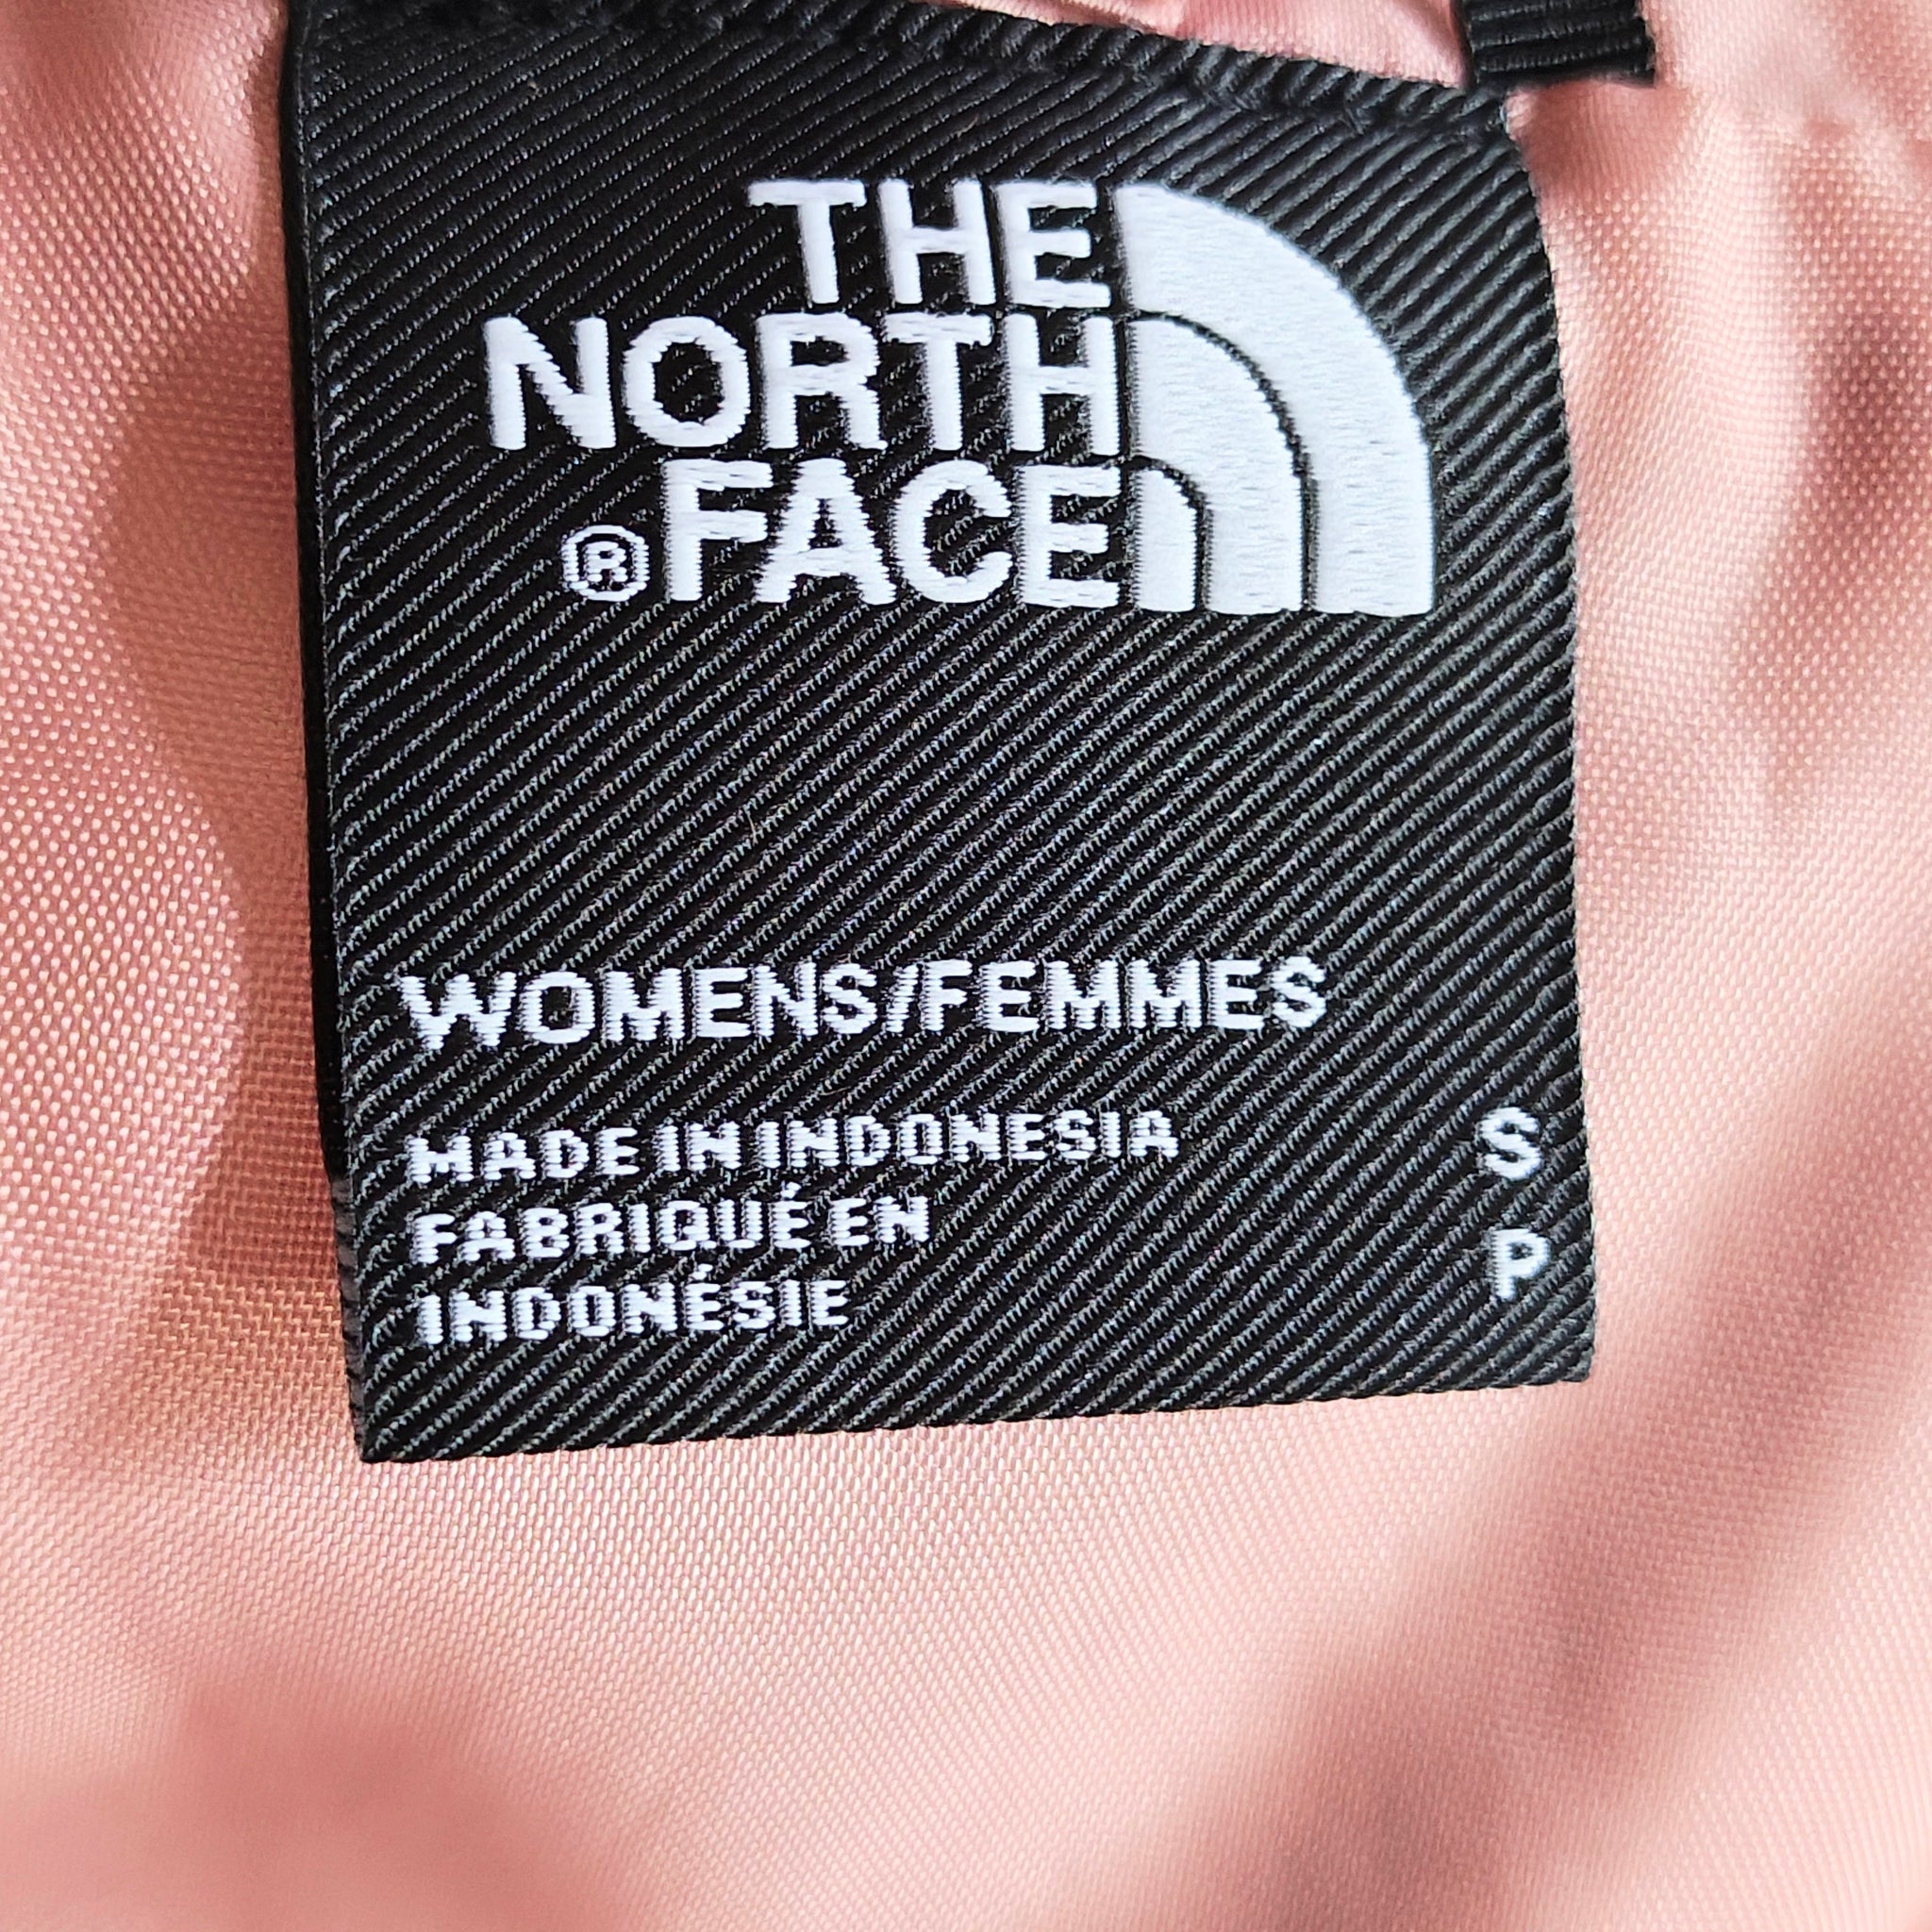 THE
NORTH
®FACE
WOMENS/FEMMES
MADE IN INDONESIA S
FABRIQUÉ EN P
INDONÉSIE